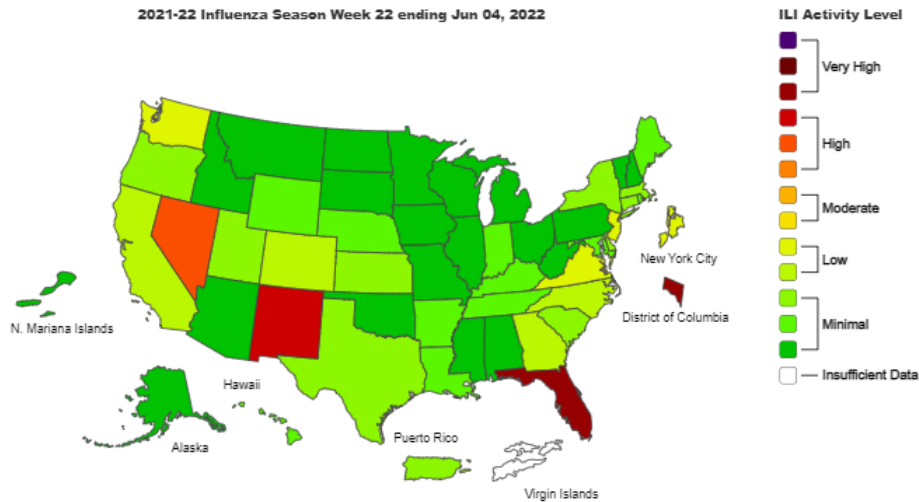 2021-22 Influenza Season Week 22 ending Jun 04, 2022
ILI Activity Level
Very High
High
Moderate
Low
Minimal
Insufficient Data
New York City
District of Columbia
N. Mariana Islands
Hawaii
Alaska
Puerto Rico
Virgin Islands